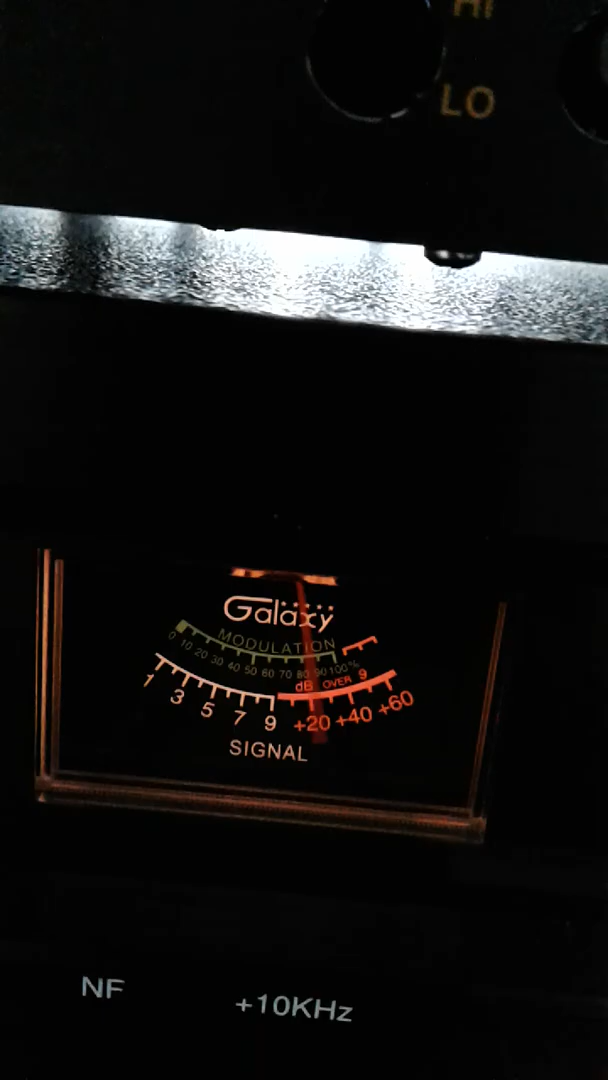 HI
LO
Galaxy
MODULATION
0 10 20 30 40 50 60 70 80 90 100%
dB OVER 9
1 3 5 7 9 +20 +40 +60
SIGNAL
NF +10KHz